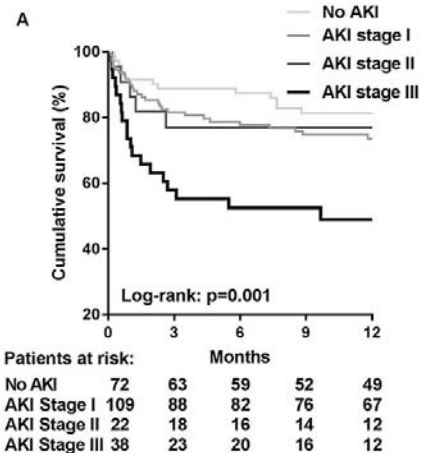 A
No AKI
AKI stage I
AKI stage II
AKI stage III
Cumulative survival (%)
100
80
60
40
20
Log-rank: p=0.001
0 3 6 9 12
Months
Patients at risk:
No AKI 72 63 59 52 49
AKI Stage I 109 88 82 76 67
AKI Stage II 22 18 16 14 12
AKI Stage III 38 23 20 16 12